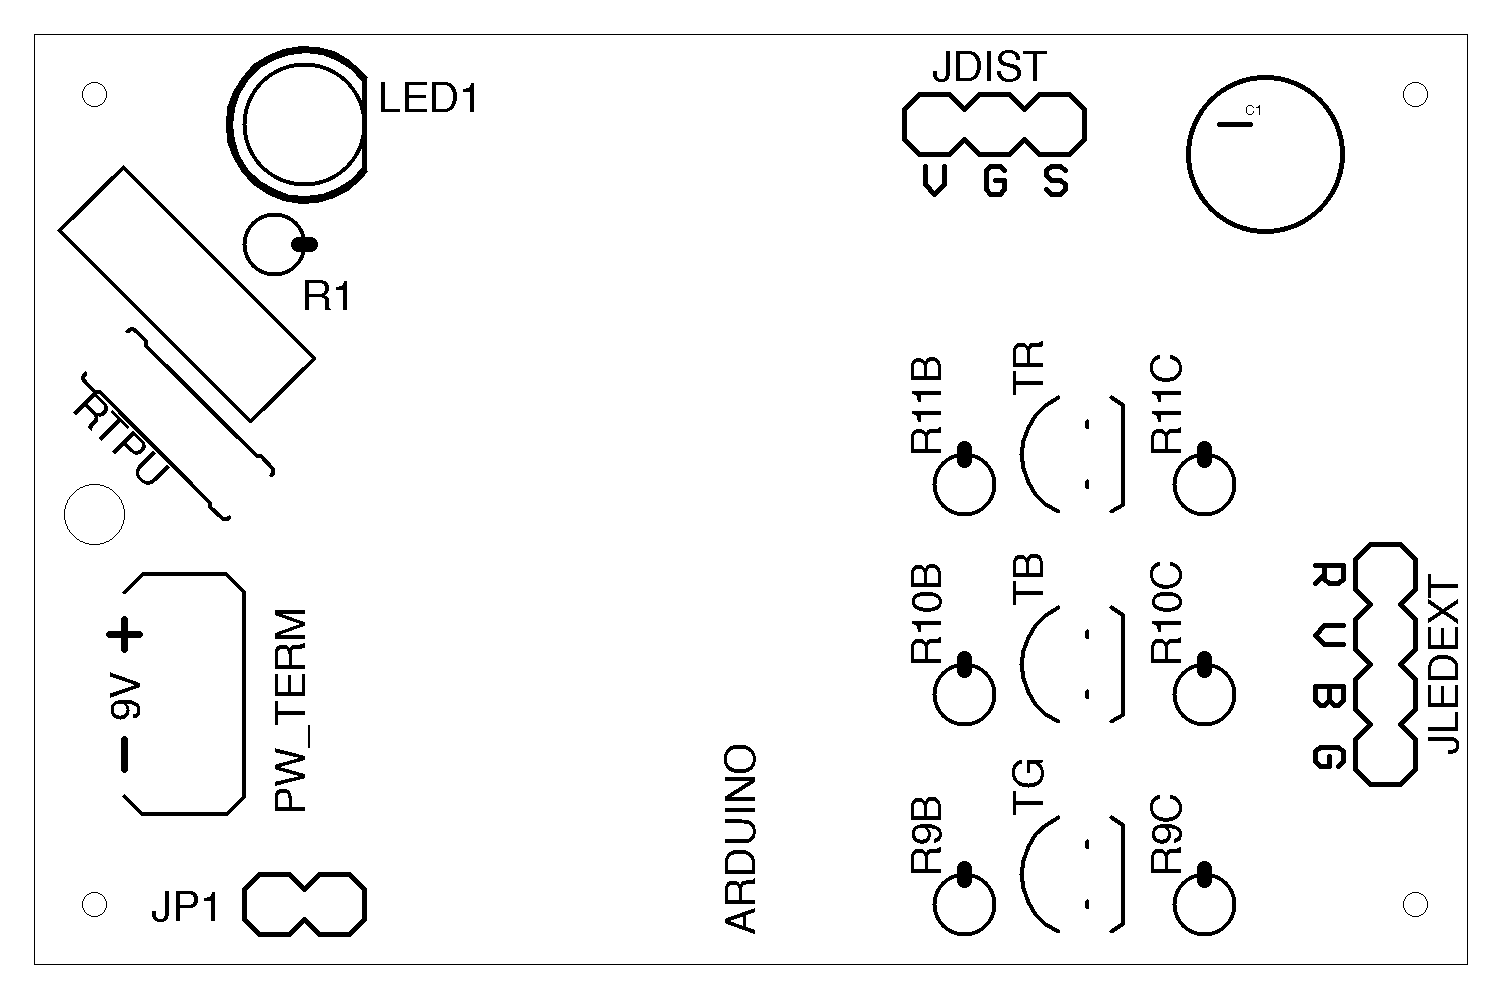 LED1
JDIST
V G S
C1
R1
RTPU
R11B
TR
R11C
R10B
TB
R10C
R
V
B
G
JLEDEXT
+
9V
−
PW_TERM
ARDUINO
R9B
TG
R9C
JP1